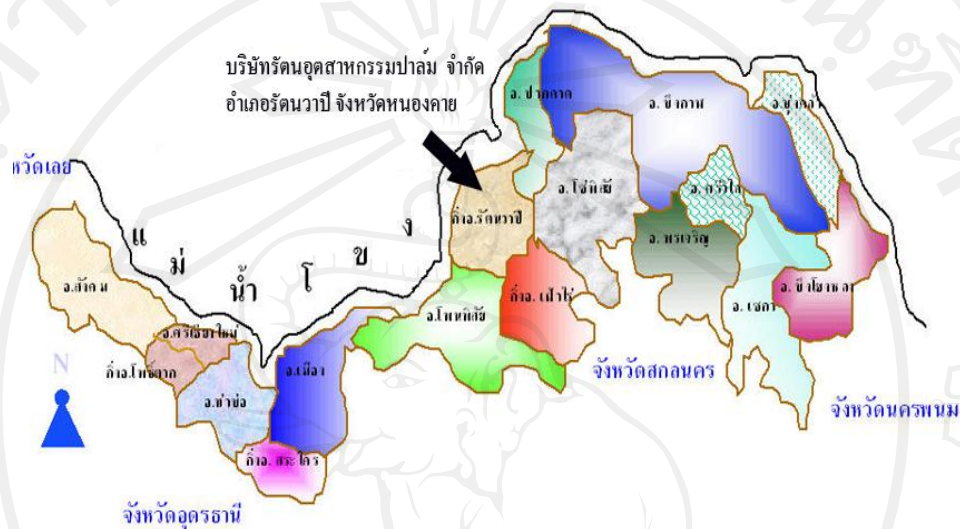 บริษัทรัตนอุตสาหกรรมปาล์ม จำกัด
อำเภอรัตนวาปี จังหวัดหนองคาย
อ. ปากคาด
อ. บึงกาฬ
อ. บุ่งคล้า
หวัดเลย
อ. โซ่พิสัย
อ. ศรีวิไล
กิ่งอ.รัตนวาปี
อ. พรเจริญ
แม่น้ำโขง
อ.สังคม
อ. บึงโขงหลง
อ. เซกา
อ.โพนพิสัย
กิ่งอ. เฝ้าไร่
อ.ศรีเชียงใหม่
N
กิ่งอ.โพธิ์ตาก
อ.เมือง
จังหวัดสกลนคร
อ.ท่าบ่อ
จังหวัดนครพนม
กิ่งอ. สระใคร
จังหวัดอุดรธานี